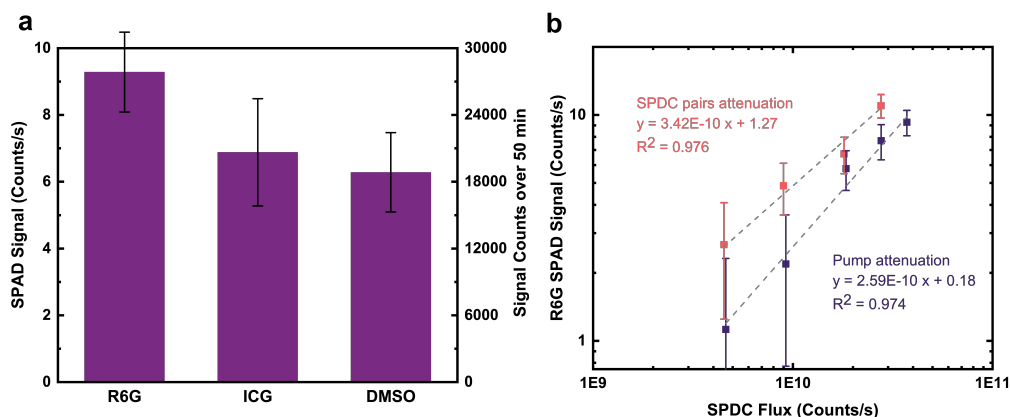 a
10
8
6
4
2
0
SPAD Signal (Counts/s)
30000
24000
18000
12000
6000
0
Signal Counts over 50 min
R6G ICG DMSO
b
10
1
R6G SPAD Signal (Counts/s)
SPDC pairs attenuation
y = 3.42E-10 x + 1.27
R2 = 0.976
Pump attenuation
y = 2.59E-10 x + 0.18
R2 = 0.974
1E9 1E10 1E11
SPDC Flux (Counts/s)